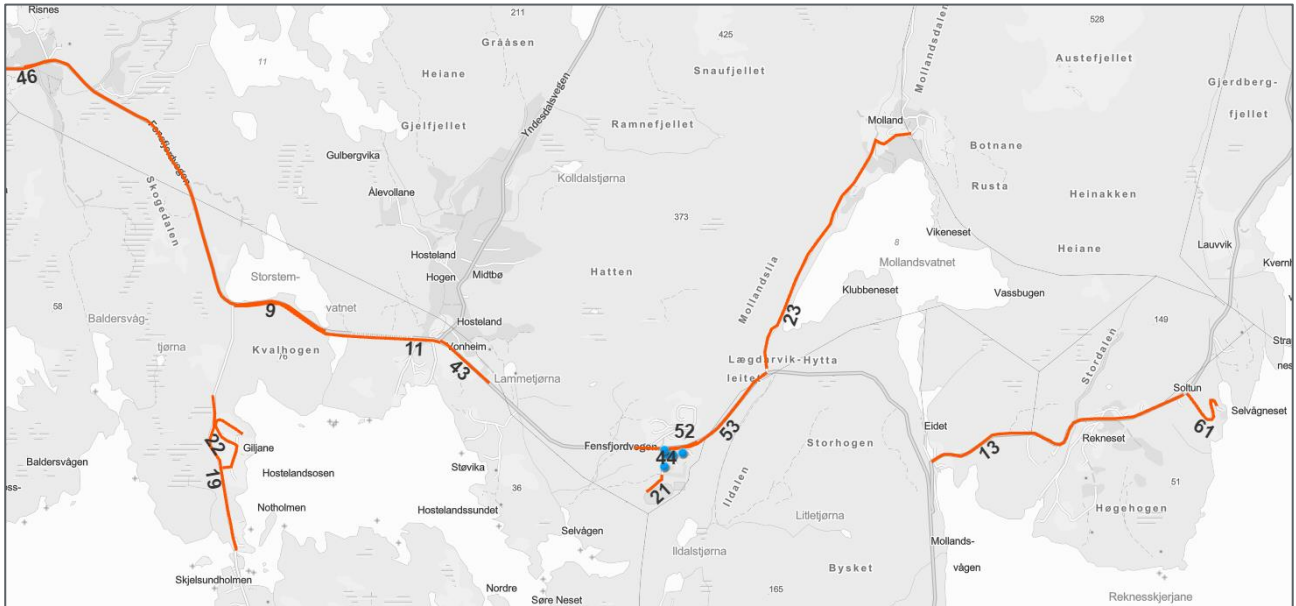 Risnes
211
425
528
Grååsen
Mollandsdalen
Austefjellet
46
11
Heiane
Snaufjellet
Gjerdberg-
fjellet
Yndesdalsvegen
Gjelfjellet
Ramnefjellet
Molland
Fensfjordvegen
Gulbergvika
Botnane
Skogedalen
Kolldalstjørna
Rusta
Heinakken
Ålevollane
373
Vikeneset
Lauvvik
8
Heiane
Hosteland
Mollandsvatnet
Hogen
Midtbø
Hatten
Mollandslia
Klubbeneset
Vassbugen
Storstem-
vatnet
58
9
23
149
Baldersvåg-
tjørna
Hosteland
Kvalhogen
76
11
Vonheim
43
Lægdarvik-Hytta
leitet
Stordalen
Lammetjørna
Soltun
Selvågneset
52
53
Eidet
61
22
Giljane
Fensfjordvegen
44
Storhogen
13
Rekneset
Baldersvågen
Hostelandsosen
Støvika
19
36
21
Ildalen
51
Notholmen
Hostelandssundet
Litletjørna
Høgehogen
Selvågen
Ildalstjørna
Mollands-
vågen
Bysket
Skjelsundholmen
Nordre
165
Søre Neset
Reknesskjerjane